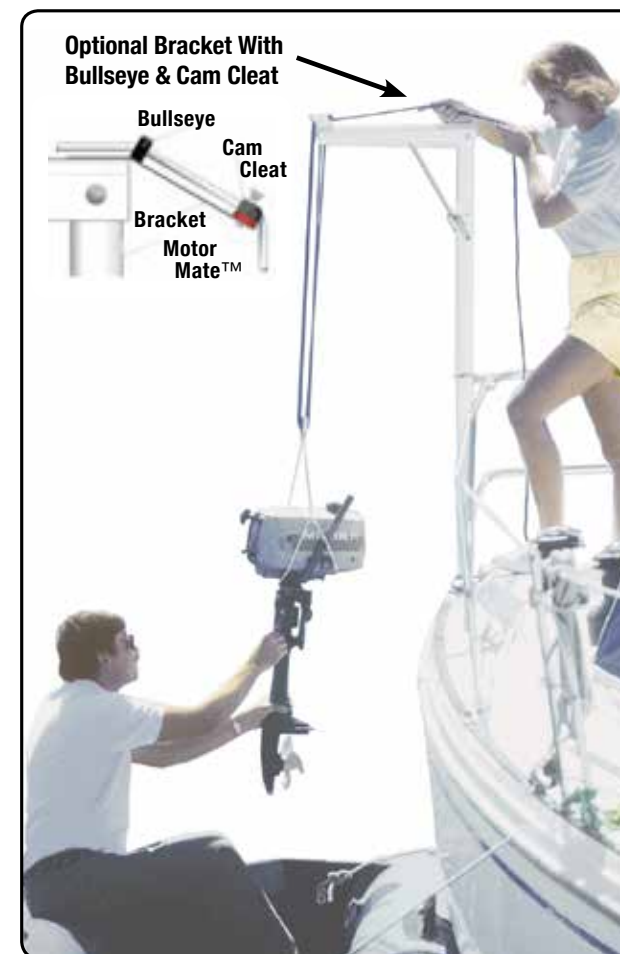 Optional Bracket With
Bullseye & Cam Cleat
Bullseye
Cam
Cleat
Bracket
Motor
Mate™